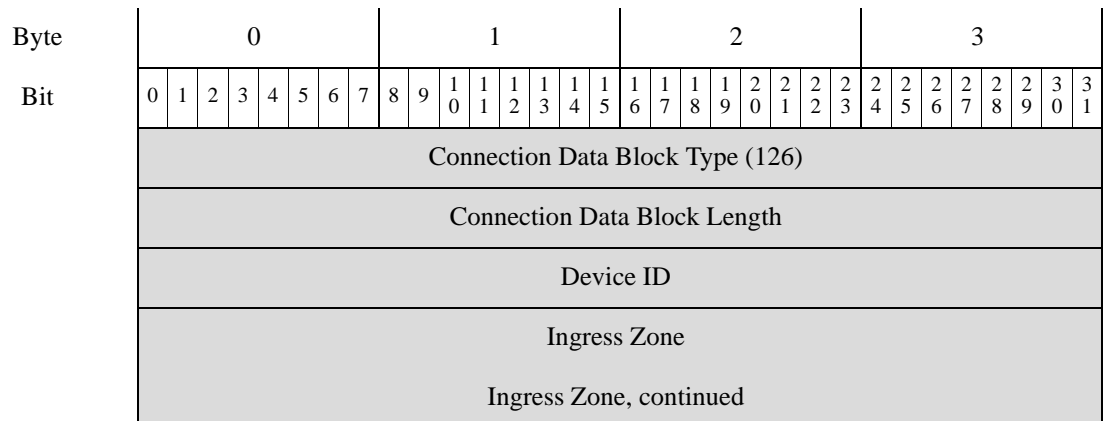 Byte 0 1 2 3
Bit 0 1 2 3 4 5 6 7 8 9 10 11 12 13 14 15 16 17 18 19 20 21 22 23 24 25 26 27 28 29 30 31
Connection Data Block Type (126)
Connection Data Block Length
Device ID
Ingress Zone
Ingress Zone, continued